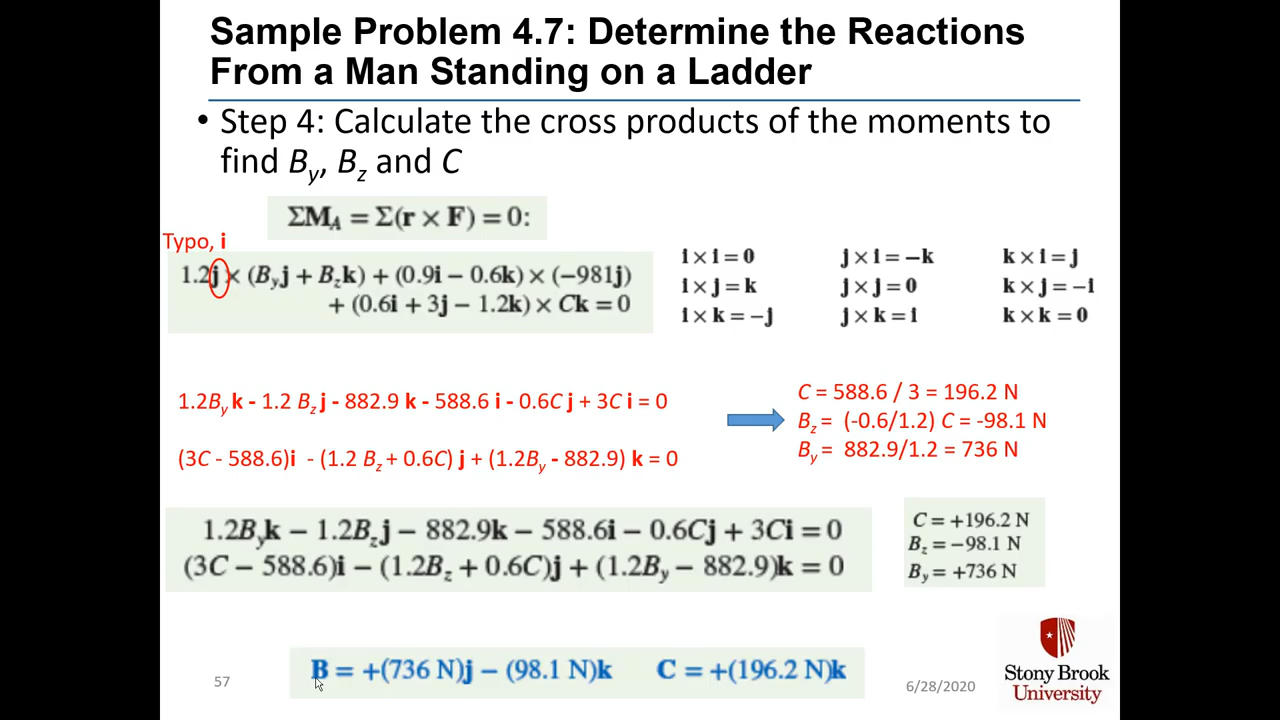 Sample Problem 4.7: Determine the Reactions
From a Man Standing on a Ladder
• Step 4: Calculate the cross products of the moments to
find By, Bz and C
ΣM_A = Σ(r × F) = 0:
Typo, i
1.2j × (Byj + Bzk) + (0.9i − 0.6k) × (−981j)
+ (0.6i + 3j − 1.2k) × Ck = 0
i × i = 0 j × i = −k k × i = j
i × j = k j × j = 0 k × j = −i
i × k = −j j × k = i k × k = 0
1.2By k - 1.2 Bz j - 882.9 k - 588.6 i - 0.6C j + 3C i = 0
(3C - 588.6)i - (1.2 Bz + 0.6C) j + (1.2By - 882.9) k = 0
C = 588.6 / 3 = 196.2 N
Bz = (-0.6/1.2) C = -98.1 N
By = 882.9/1.2 = 736 N
1.2Byk − 1.2Bzj − 882.9k − 588.6i − 0.6Cj + 3Ci = 0
(3C − 588.6)i − (1.2Bz + 0.6C)j + (1.2By − 882.9)k = 0
C = +196.2 N
Bz = −98.1 N
By = +736 N
B = +(736 N)j − (98.1 N)k C = +(196.2 N)k
57
6/28/2020
Stony Brook
University